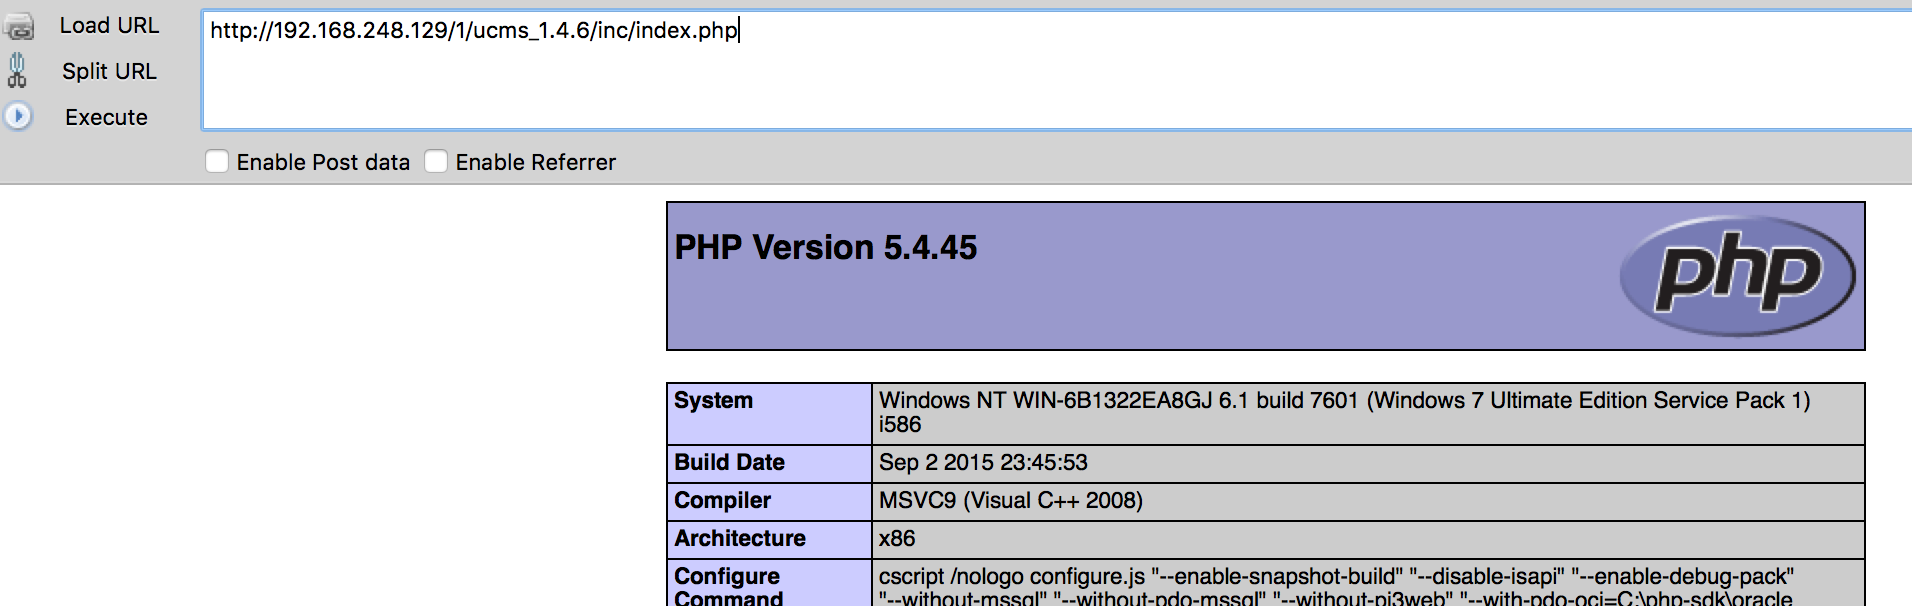 Load URL
http://192.168.248.129/1/ucms_1.4.6/inc/index.php
Split URL
Execute
Enable Post data
Enable Referrer
PHP Version 5.4.45
php
System
Windows NT WIN-6B1322EA8GJ 6.1 build 7601 (Windows 7 Ultimate Edition Service Pack 1)
i586
Build Date
Sep 2 2015 23:45:53
Compiler
MSVC9 (Visual C++ 2008)
Architecture
x86
Configure
Command
cscript /nologo configure.js "--enable-snapshot-build" "--disable-isapi" "--enable-debug-pack"
"--without-mssql" "--without-pdo-mssql" "--without-pi3web" "--with-pdo-oci=C:\php-sdk\oracle